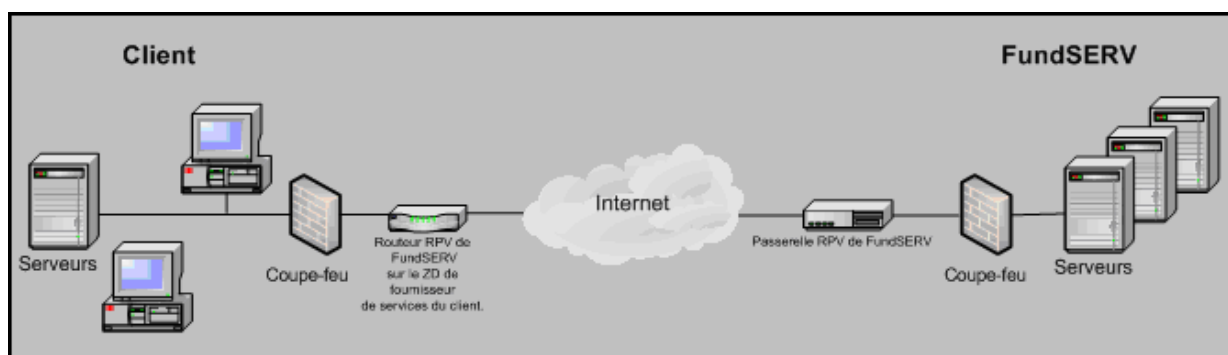 Client
FundSERV
Internet
Serveurs
Coupe-feu
Routeur RPV de
FundSERV
sur le ZD de
fournisseur
de services du client.
Passerelle RPV de FundSERV
Coupe-feu
Serveurs